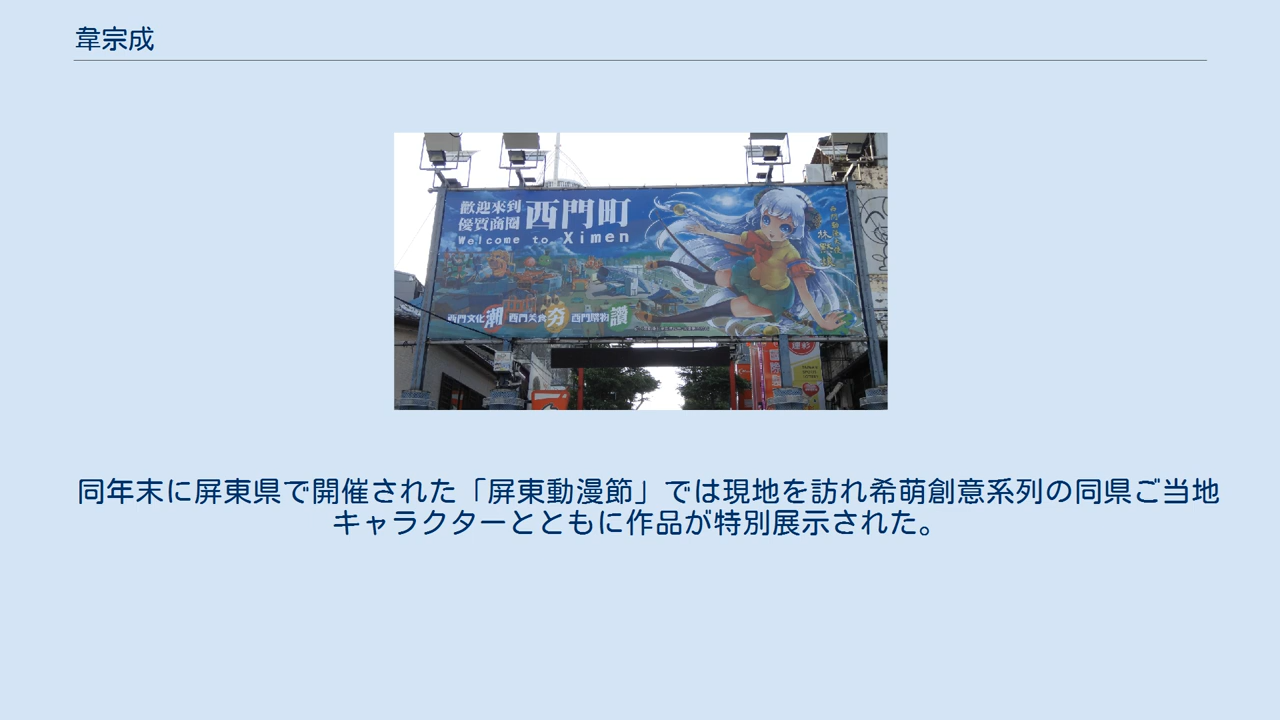 韋宗成
歡迎來到
優質商圈
西門町
Welcome to Ximen
西門文化潮 西門美食夯 西門購物讚
同年末に屏東県で開催された「屏東動漫節」では現地を訪れ希萌創意系列の同県ご当地
キャラクターとともに作品が特別展示された。